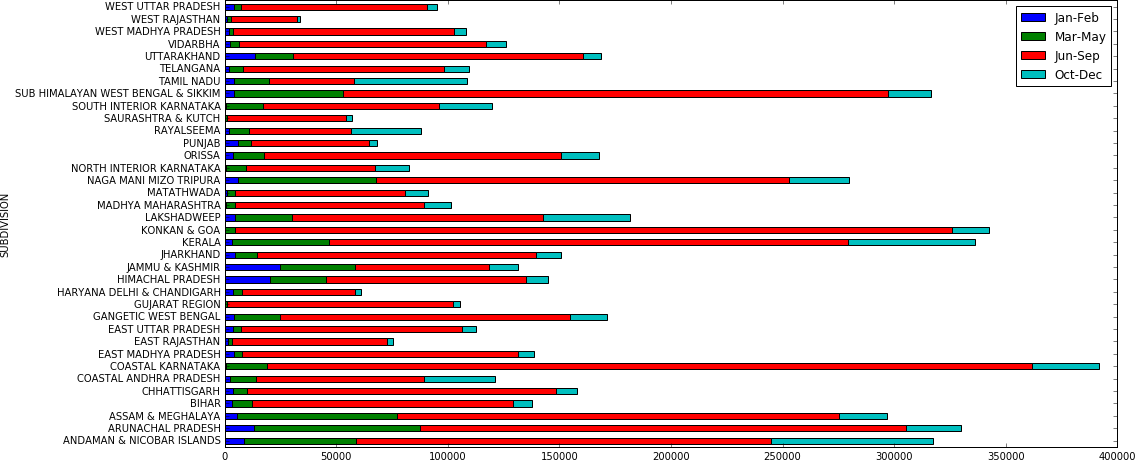 WEST UTTAR PRADESH
WEST RAJASTHAN
WEST MADHYA PRADESH
VIDARBHA
UTTARAKHAND
TELANGANA
TAMIL NADU
SUB HIMALAYAN WEST BENGAL & SIKKIM
SOUTH INTERIOR KARNATAKA
SAURASHTRA & KUTCH
RAYALSEEMA
PUNJAB
ORISSA
NORTH INTERIOR KARNATAKA
NAGA MANI MIZO TRIPURA
MATATHWADA
MADHYA MAHARASHTRA
LAKSHADWEEP
KONKAN & GOA
KERALA
JHARKHAND
JAMMU & KASHMIR
HIMACHAL PRADESH
HARYANA DELHI & CHANDIGARH
GUJARAT REGION
GANGETIC WEST BENGAL
EAST UTTAR PRADESH
EAST RAJASTHAN
EAST MADHYA PRADESH
COASTAL KARNATAKA
COASTAL ANDHRA PRADESH
CHHATTISGARH
BIHAR
ASSAM & MEGHALAYA
ARUNACHAL PRADESH
ANDAMAN & NICOBAR ISLANDS
SUBDIVISION
0 50000 100000 150000 200000 250000 300000 350000 400000
Jan-Feb
Mar-May
Jun-Sep
Oct-Dec